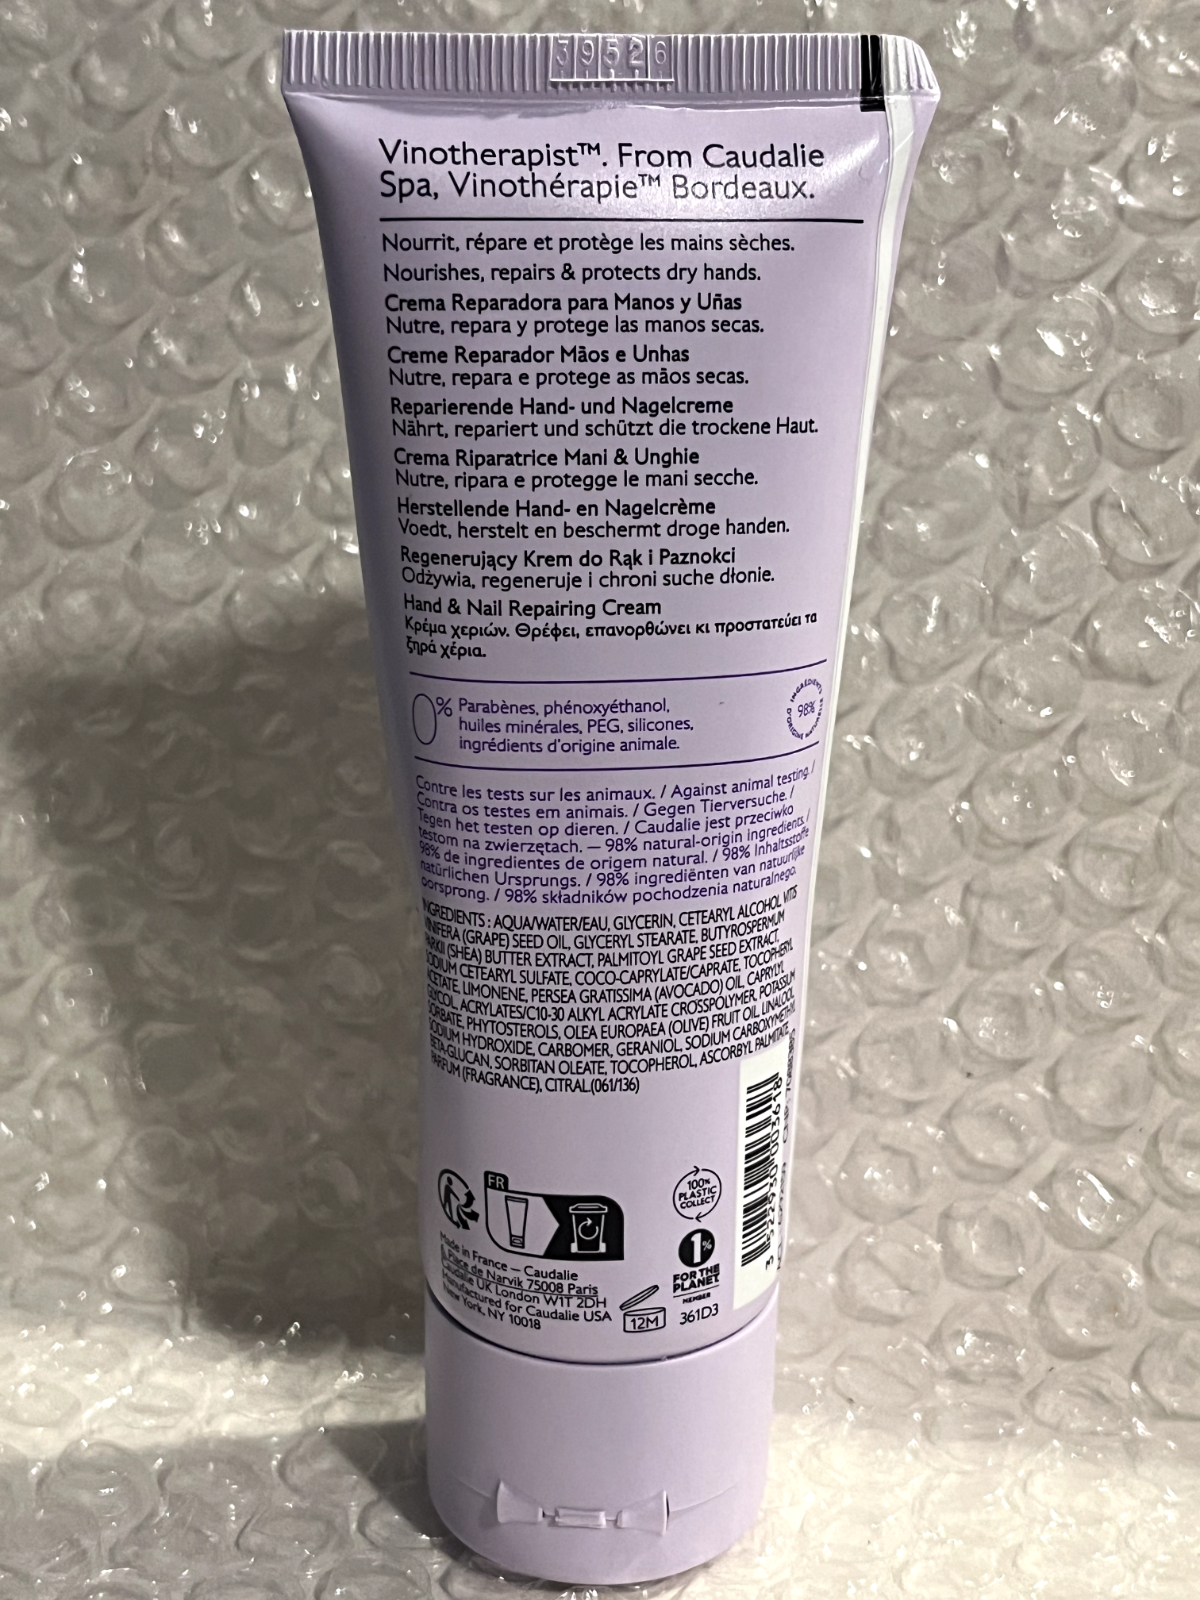 39526
Vinotherapist™. From Caudalie
Spa, Vinothérapie™ Bordeaux.
Nourrit, répare et protège les mains sèches.
Nourishes, repairs & protects dry hands.
Crema Reparadora para Manos y Uñas
Nutre, repara y protege las manos secas.
Creme Reparador Mãos e Unhas
Nutre, repara e protege as mãos secas.
Reparierende Hand- und Nagelcreme
Nährt, repariert und schützt die trockene Haut.
Crema Riparatrice Mani & Unghie
Nutre, ripara e protegge le mani secche.
Herstellende Hand- en Nagelcrème
Voedt, herstelt en beschermt droge handen.
Regenerujący Krem do Rąk i Paznokci
Odżywia, regeneruje i chroni suche dłonie.
Hand & Nail Repairing Cream
Κρέμα χεριών. Θρέφει, επανορθώνει κι προστατεύει τα
ξηρά χέρια.
0% Parabènes, phénoxyéthanol,
huiles minérales, PEG, silicones,
ingrédients d'origine animale.
INGRÉDIENTS D'ORIGINE NATURELLE
98%
Contre les tests sur les animaux. / Against animal testing. /
Contra os testes em animais. / Gegen Tierversuche. /
Tegen het testen op dieren. / Caudalie jest przeciwko
testom na zwierzętach. — 98% natural-origin ingredients. /
98% de ingredientes de origem natural. / 98% Inhaltsstoffe
natürlichen Ursprungs. / 98% ingrediënten van natuurlijke
oorsprong. / 98% składników pochodzenia naturalnego.
INGREDIENTS : AQUA/WATER/EAU, GLYCERIN, CETEARYL ALCOHOL, VITIS
VINIFERA (GRAPE) SEED OIL, GLYCERYL STEARATE, BUTYROSPERMUM
PARKII (SHEA) BUTTER EXTRACT, PALMITOYL GRAPE SEED EXTRACT,
SODIUM CETEARYL SULFATE, COCO-CAPRYLATE/CAPRATE, TOCOPHERYL
ACETATE, LIMONENE, PERSEA GRATISSIMA (AVOCADO) OIL, CAPRYLYL
GLYCOL, ACRYLATES/C10-30 ALKYL ACRYLATE CROSSPOLYMER, POTASSIUM
SORBATE, PHYTOSTEROLS, OLEA EUROPAEA (OLIVE) FRUIT OIL, LINALOOL,
SODIUM HYDROXIDE, CARBOMER, GERANIOL, SODIUM CARBOXYMETHYL
BETA-GLUCAN, SORBITAN OLEATE, TOCOPHEROL, ASCORBYL PALMITATE,
PARFUM (FRAGRANCE), CITRAL.(061/136)
FR
100%
PLASTIC
COLLECT
1%
FOR THE
PLANET
MEMBER
Made in France — Caudalie
6, Place de Narvik 75008 Paris
Caudalie UK London W1T 2DH
Manufactured for Caudalie USA
New York, NY 10018
12M
361D3
3 522930 003618